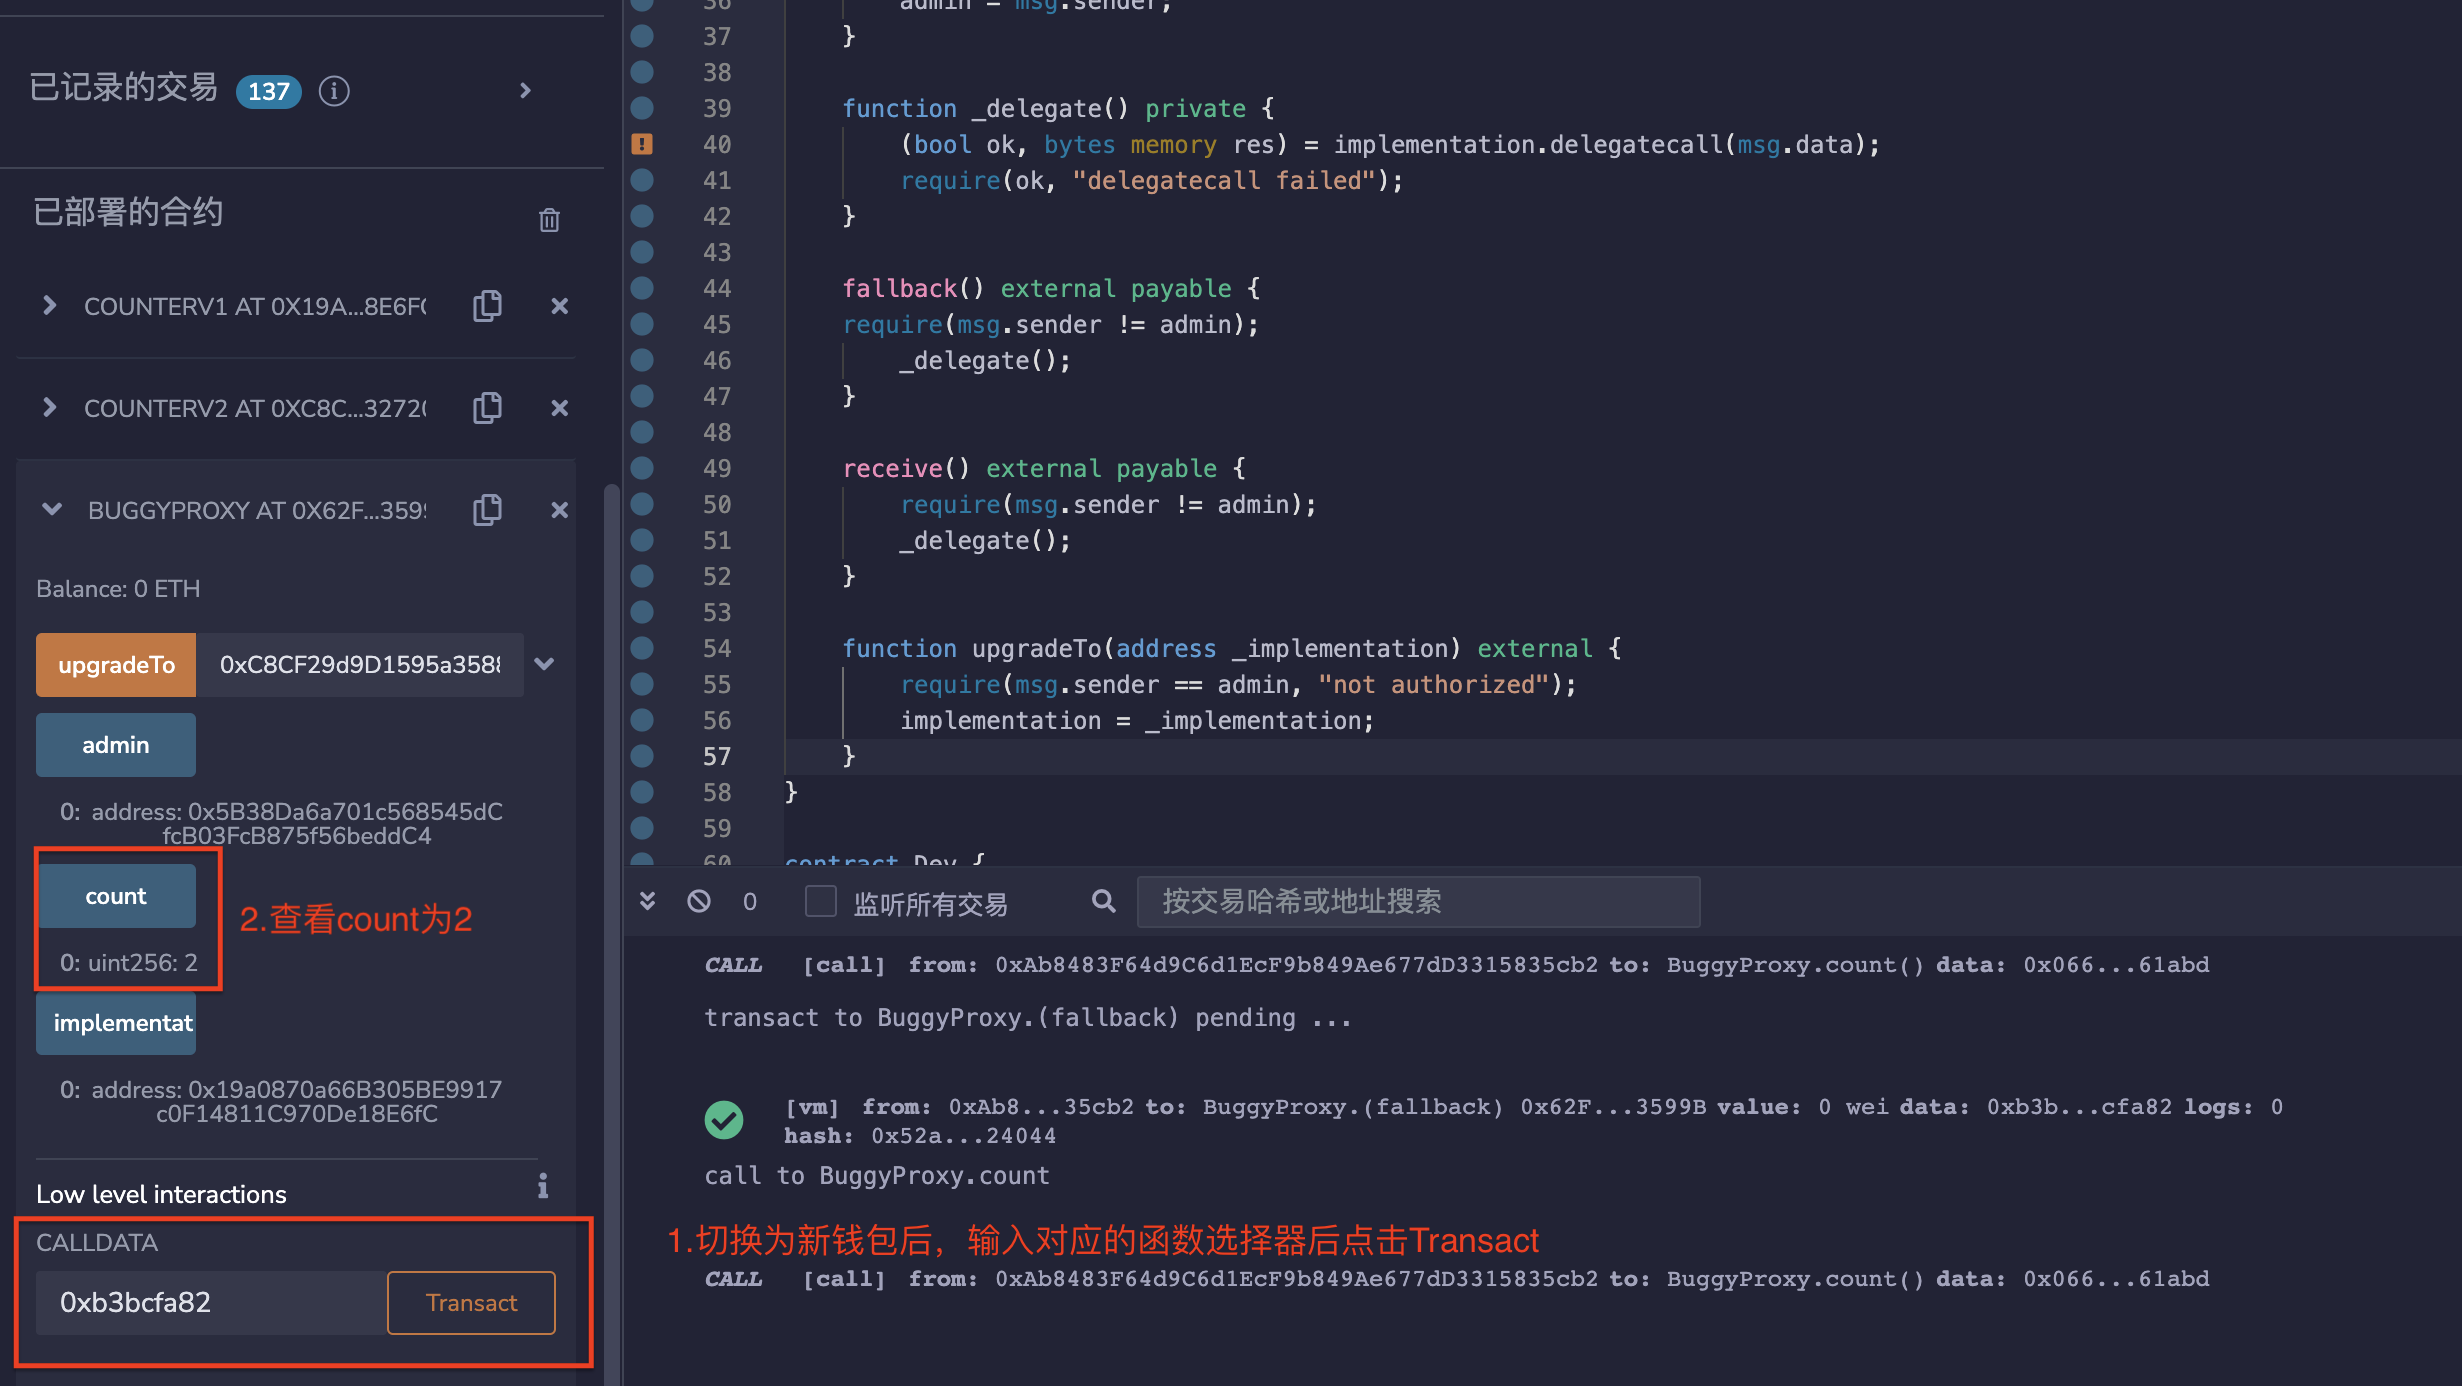 已记录的交易 137
已部署的合约
COUNTERV1 AT 0X19A...8E6F
COUNTERV2 AT 0XC8C...3272
BUGGYPROXY AT 0X62F...359
Balance: 0 ETH
upgradeTo 0xC8CF29d9D1595a358
admin
0: address: 0x5B38Da6a701c568545dC
fcB03FcB875f56beddC4
count
2.查看count为2
0: uint256: 2
implementat
0: address: 0x19a0870a66B305BE9917
c0F14811C970De18E6fC
Low level interactions
CALLDATA
0xb3bcfa82 Transact
36 admin = msg.sender;
37 }
38
39 function _delegate() private {
40 (bool ok, bytes memory res) = implementation.delegatecall(msg.data);
41 require(ok, "delegatecall failed");
42 }
43
44 fallback() external payable {
45 require(msg.sender != admin);
46 _delegate();
47 }
48
49 receive() external payable {
50 require(msg.sender != admin);
51 _delegate();
52 }
53
54 function upgradeTo(address _implementation) external {
55 require(msg.sender == admin, "not authorized");
56 implementation = _implementation;
57 }
58 }
59
60 contract Dev {
0 监听所有交易 按交易哈希或地址搜索
CALL [call] from: 0xAb8483F64d9C6d1EcF9b849Ae677dD3315835cb2 to: BuggyProxy.count() data: 0x066...61abd
transact to BuggyProxy.(fallback) pending ...
[vm] from: 0xAb8...35cb2 to: BuggyProxy.(fallback) 0x62F...3599B value: 0 wei data: 0xb3b...cfa82 logs: 0
hash: 0x52a...24044
call to BuggyProxy.count
1.切换为新钱包后，输入对应的函数选择器后点击Transact
CALL [call] from: 0xAb8483F64d9C6d1EcF9b849Ae677dD3315835cb2 to: BuggyProxy.count() data: 0x066...61abd